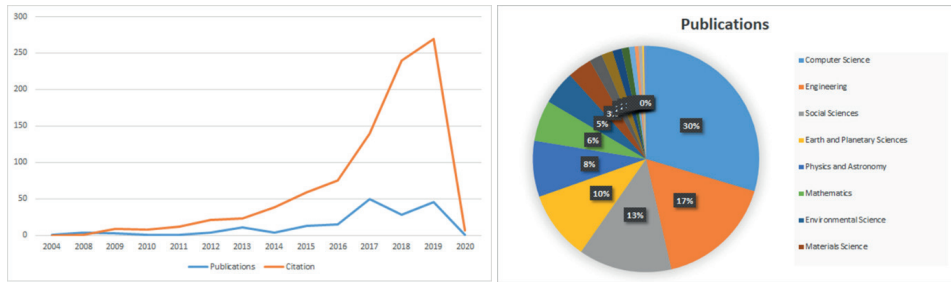 300
250
200
150
100
50
0
2004 2008 2009 2010 2011 2012 2013 2014 2015 2016 2017 2018 2019 2020
Publications Citation
Publications
0%
3%
5%
6%
8%
10%
13%
17%
30%
Computer Science
Engineering
Social Sciences
Earth and Planetary Sciences
Physics and Astronomy
Mathematics
Environmental Science
Materials Science